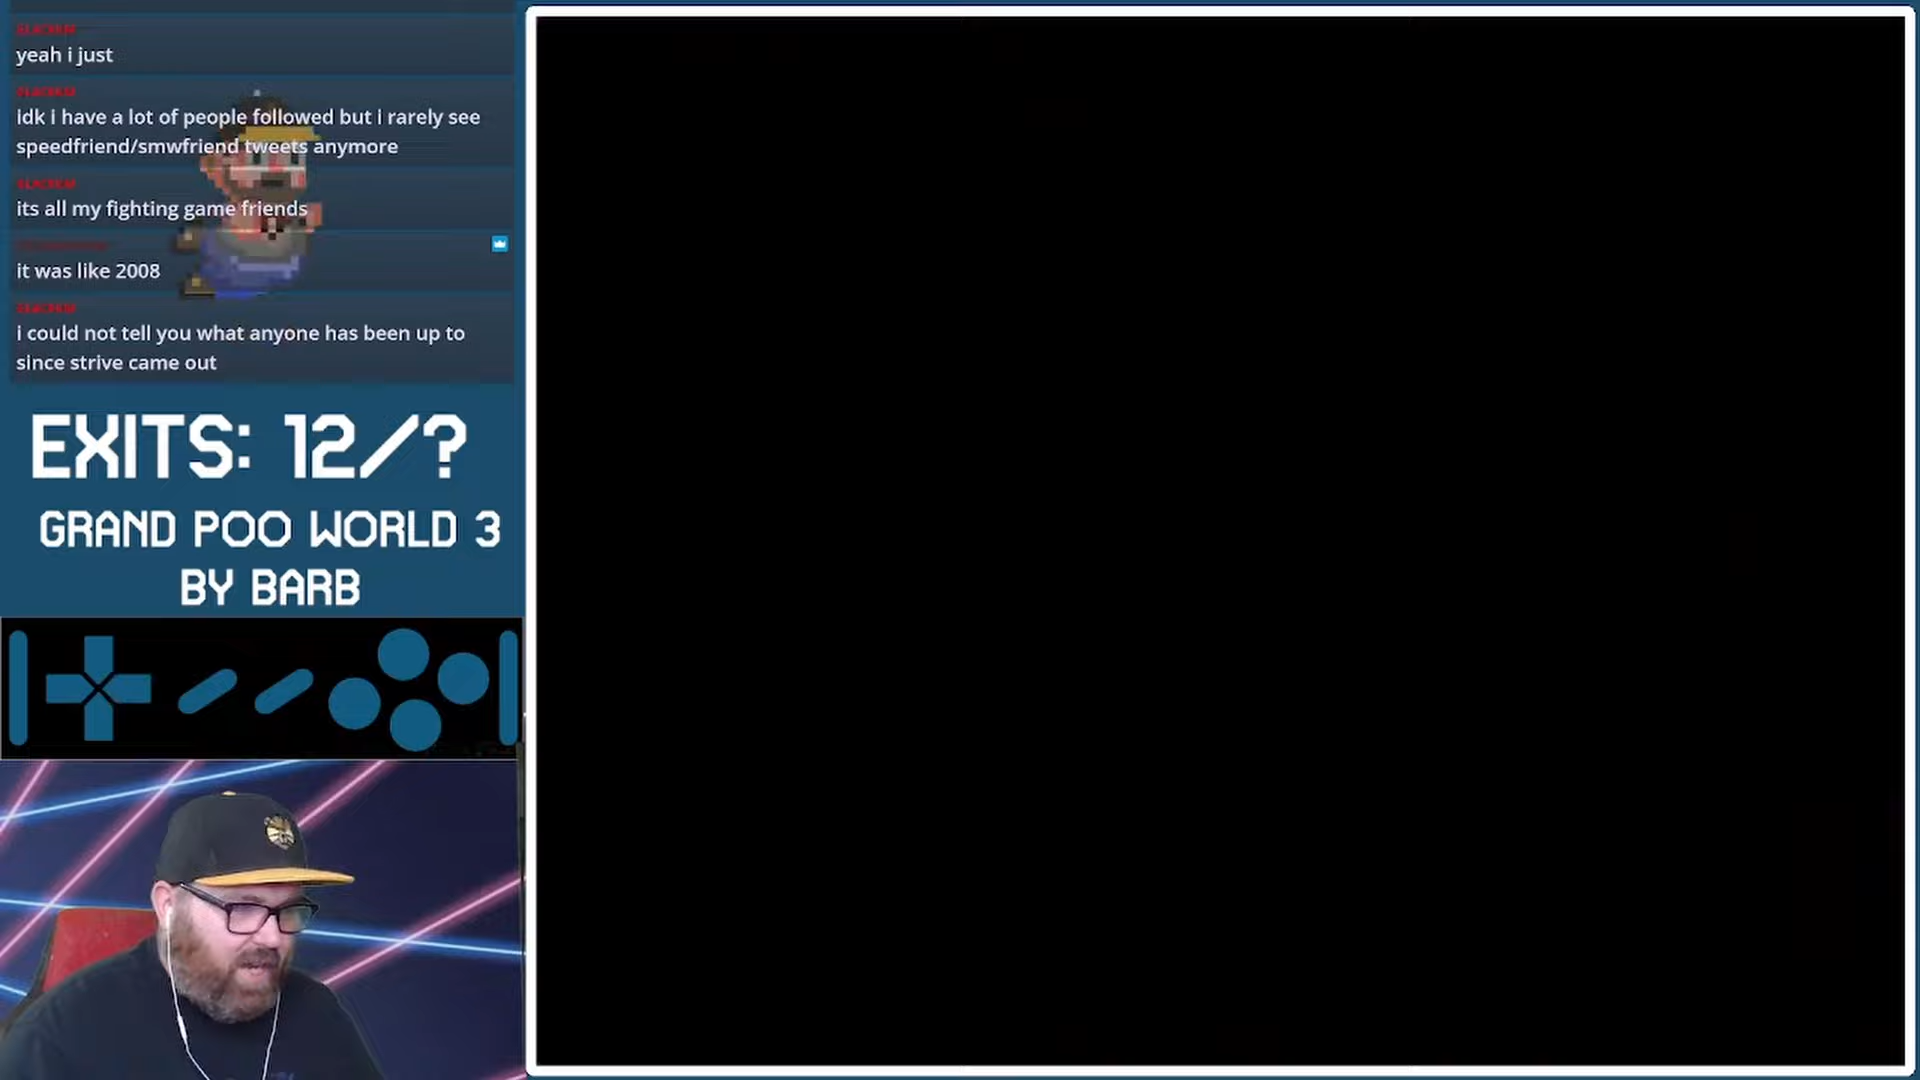 yeah i just
idk i have a lot of people followed but i rarely see
speedfriend/smwfriend tweets anymore
its all my fighting game friends
it was like 2008
i could not tell you what anyone has been up to
since strive came out
EXITS: 12/?
GRAND POO WORLD 3
BY BARB